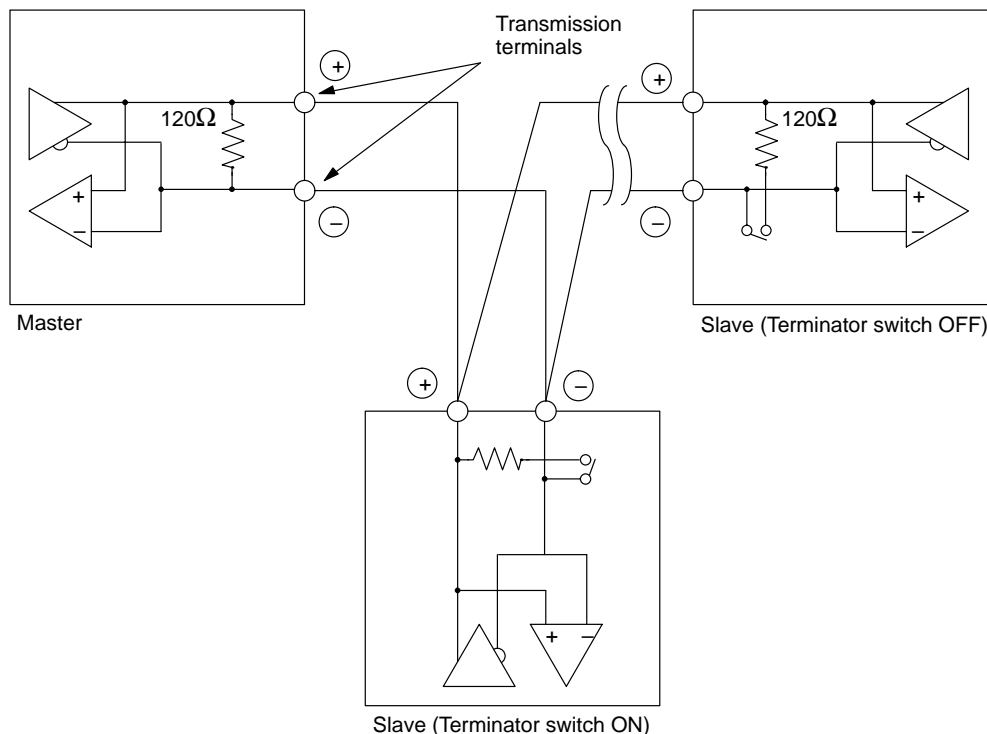 Transmission
terminals
+
+
120Ω
120Ω
+
−
+
−
−
−
Master
Slave (Terminator switch OFF)
+
−
+
−
Slave (Terminator switch ON)